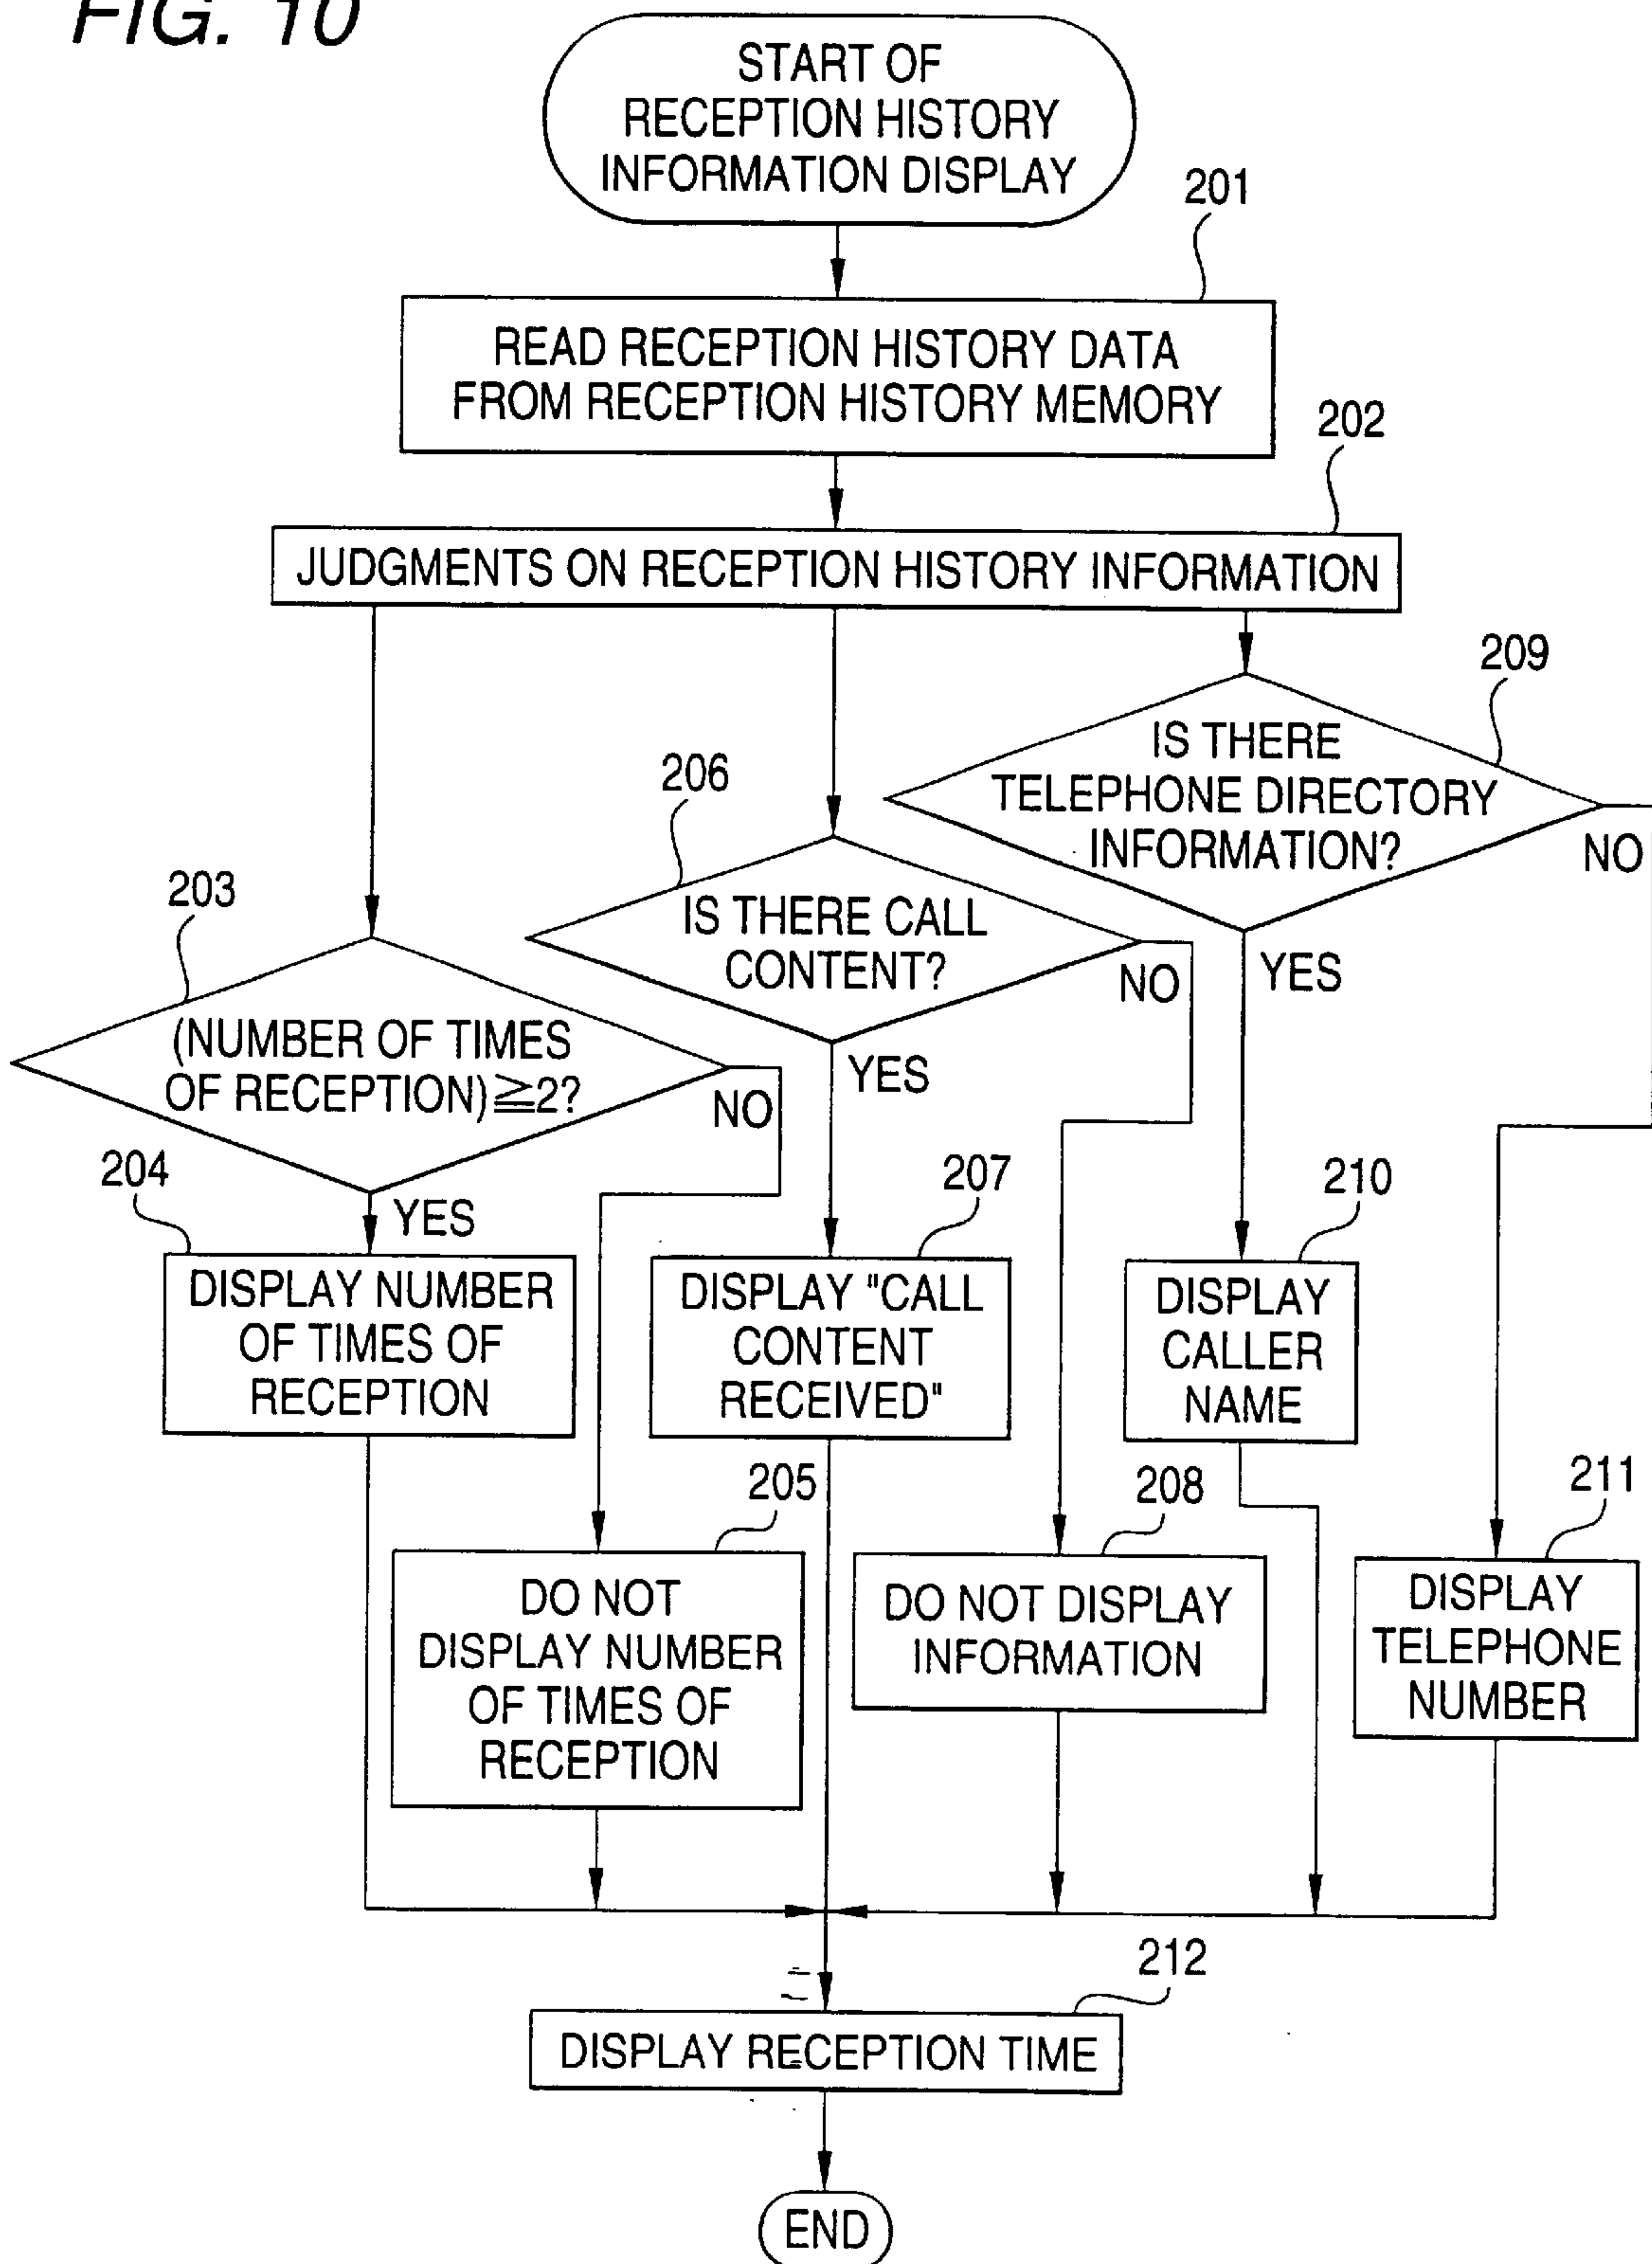 FIG. 10
START OF
RECEPTION HISTORY
INFORMATION DISPLAY
201
READ RECEPTION HISTORY DATA
FROM RECEPTION HISTORY MEMORY
202
JUDGMENTS ON RECEPTION HISTORY INFORMATION
209
IS THERE
TELEPHONE DIRECTORY
INFORMATION?
NO
YES
206
IS THERE CALL
CONTENT?
NO
YES
203
(NUMBER OF TIMES
OF RECEPTION)≧2?
NO
YES
204
DISPLAY NUMBER
OF TIMES OF
RECEPTION
207
DISPLAY "CALL
CONTENT
RECEIVED"
210
DISPLAY
CALLER
NAME
205
DO NOT
DISPLAY NUMBER
OF TIMES OF
RECEPTION
208
DO NOT DISPLAY
INFORMATION
211
DISPLAY
TELEPHONE
NUMBER
212
DISPLAY RECEPTION TIME
END